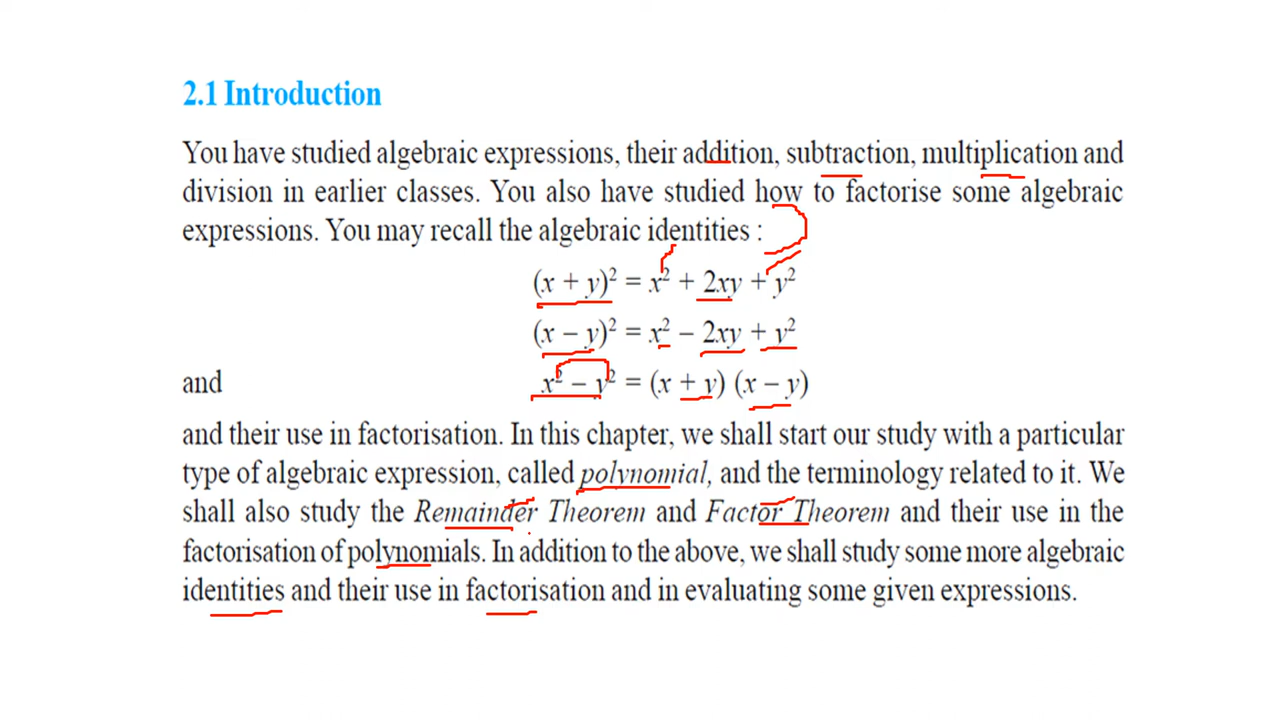 2.1 Introduction
You have studied algebraic expressions, their addition, subtraction, multiplication and
division in earlier classes. You also have studied how to factorise some algebraic
expressions. You may recall the algebraic identities :
(x + y)² = x² + 2xy + y²
(x – y)² = x² – 2xy + y²
and x² – y² = (x + y) (x – y)
and their use in factorisation. In this chapter, we shall start our study with a particular
type of algebraic expression, called polynomial, and the terminology related to it. We
shall also study the Remainder Theorem and Factor Theorem and their use in the
factorisation of polynomials. In addition to the above, we shall study some more algebraic
identities and their use in factorisation and in evaluating some given expressions.